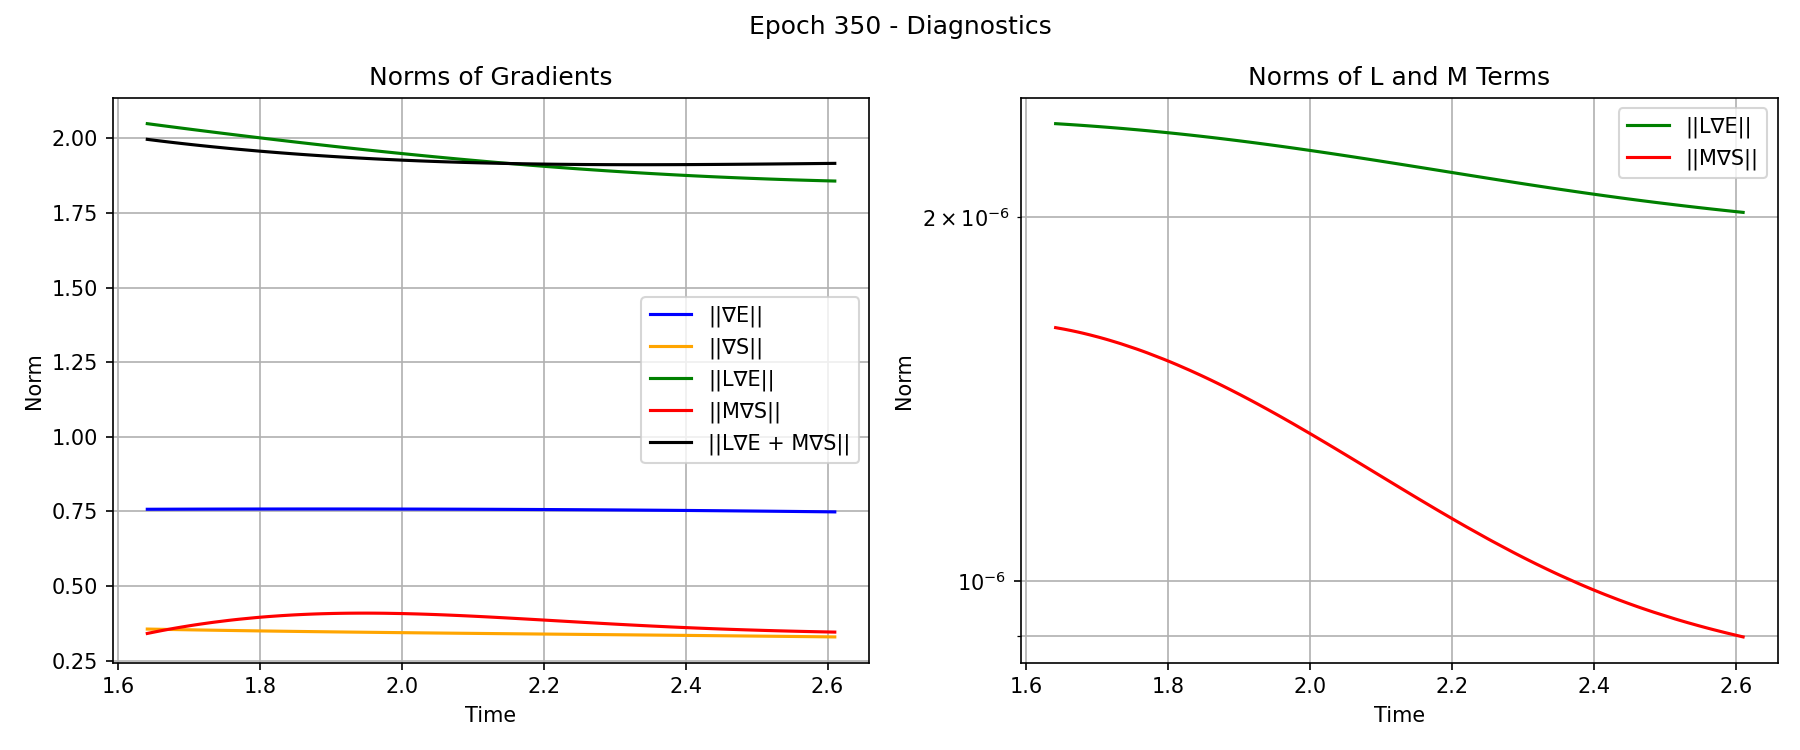 Epoch 350 - Diagnostics
Norms of Gradients
Norm
2.00
1.75
1.50
1.25
1.00
0.75
0.50
0.25
1.6
1.8
2.0
2.2
2.4
2.6
Time
||∇E||
||∇S||
||L∇E||
||M∇S||
||L∇E + M∇S||
Norms of L and M Terms
Norm
2 × 10⁻⁶
10⁻⁶
1.6
1.8
2.0
2.2
2.4
2.6
Time
||L∇E||
||M∇S||